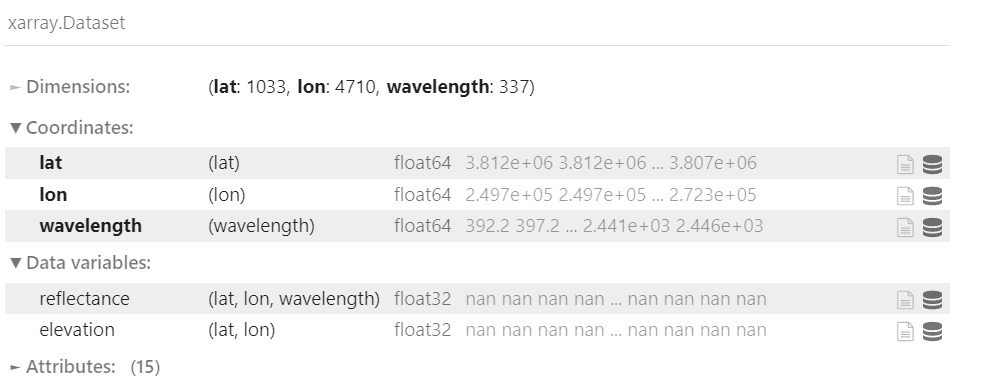 xarray.Dataset
► Dimensions: (lat: 1033, lon: 4710, wavelength: 337)
▼ Coordinates:
lat (lat) float64 3.812e+06 3.812e+06 ... 3.807e+06
lon (lon) float64 2.497e+05 2.497e+05 ... 2.723e+05
wavelength (wavelength) float64 392.2 397.2 ... 2.441e+03 2.446e+03
▼ Data variables:
reflectance (lat, lon, wavelength) float32 nan nan nan nan ... nan nan nan nan
elevation (lat, lon) float32 nan nan nan nan ... nan nan nan nan
► Attributes: (15)